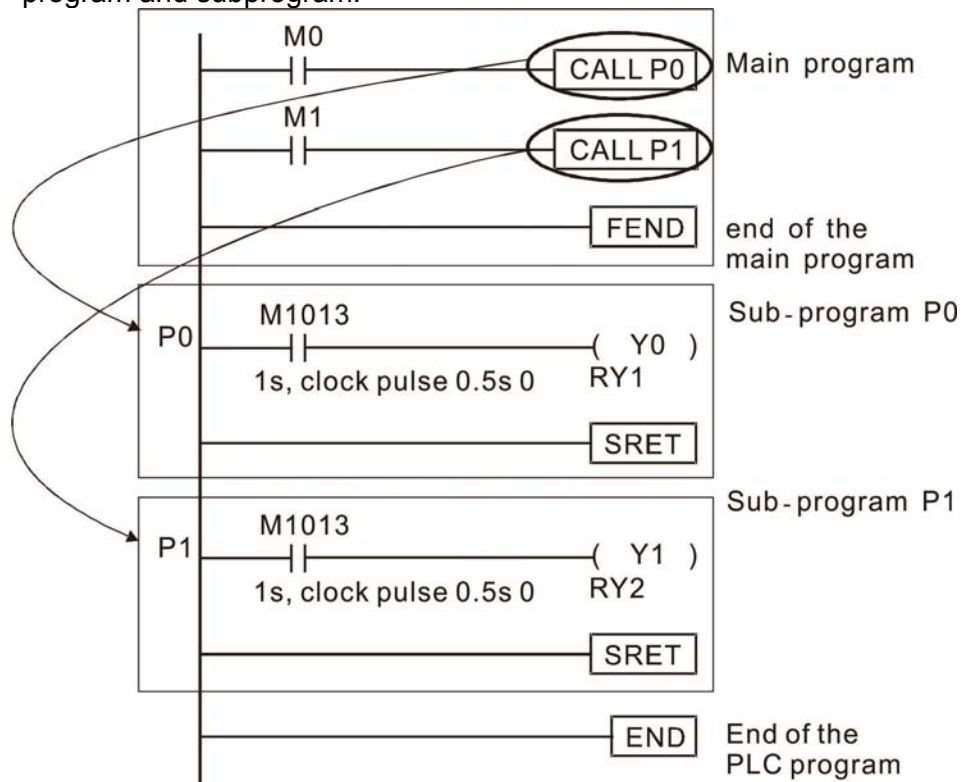 program and subprogram.
M0
CALL P0
Main program
M1
CALL P1
FEND
end of the
main program
Sub-program P0
P0
M1013
( Y0 )
1s, clock pulse 0.5s 0
RY1
SRET
Sub-program P1
P1
M1013
( Y1 )
1s, clock pulse 0.5s 0
RY2
SRET
END
End of the
PLC program